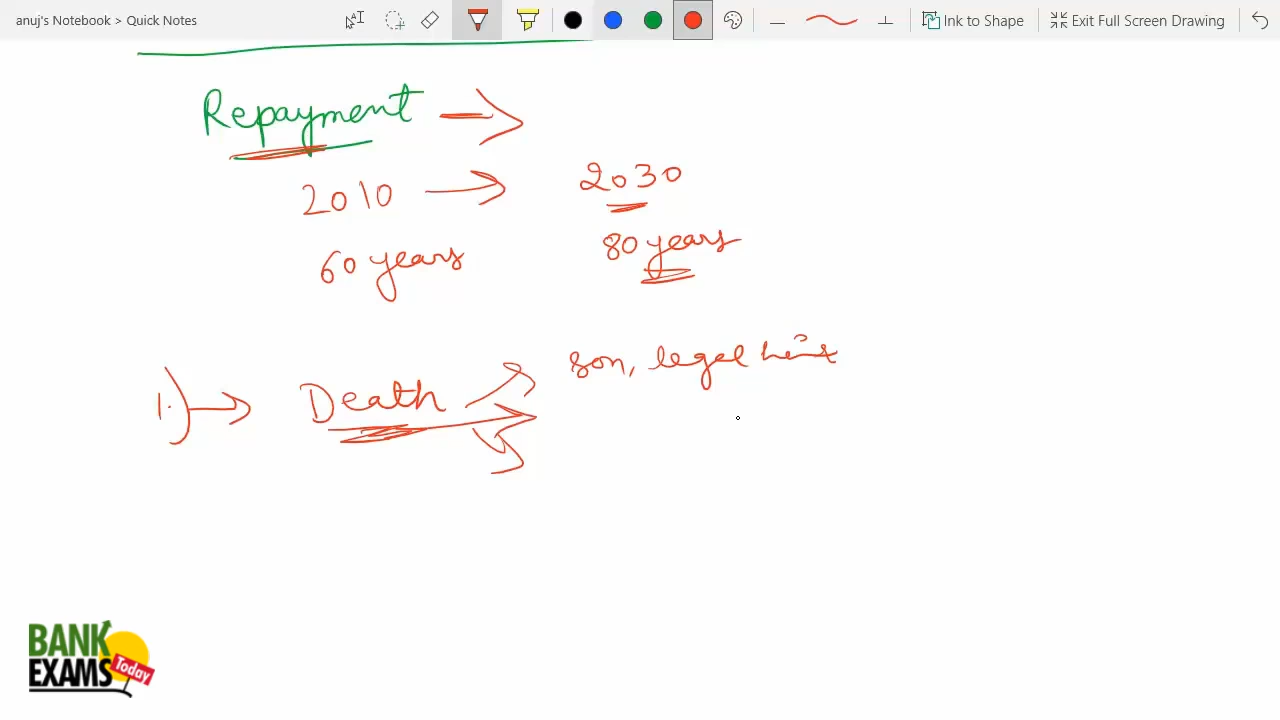 anuj's Notebook > Quick Notes Ink to Shape Exit Full Screen Drawing
Repayment
2010 2030
60 years 80 years
son, legal heirs
1.) Death
BANK
EXAMS
Today